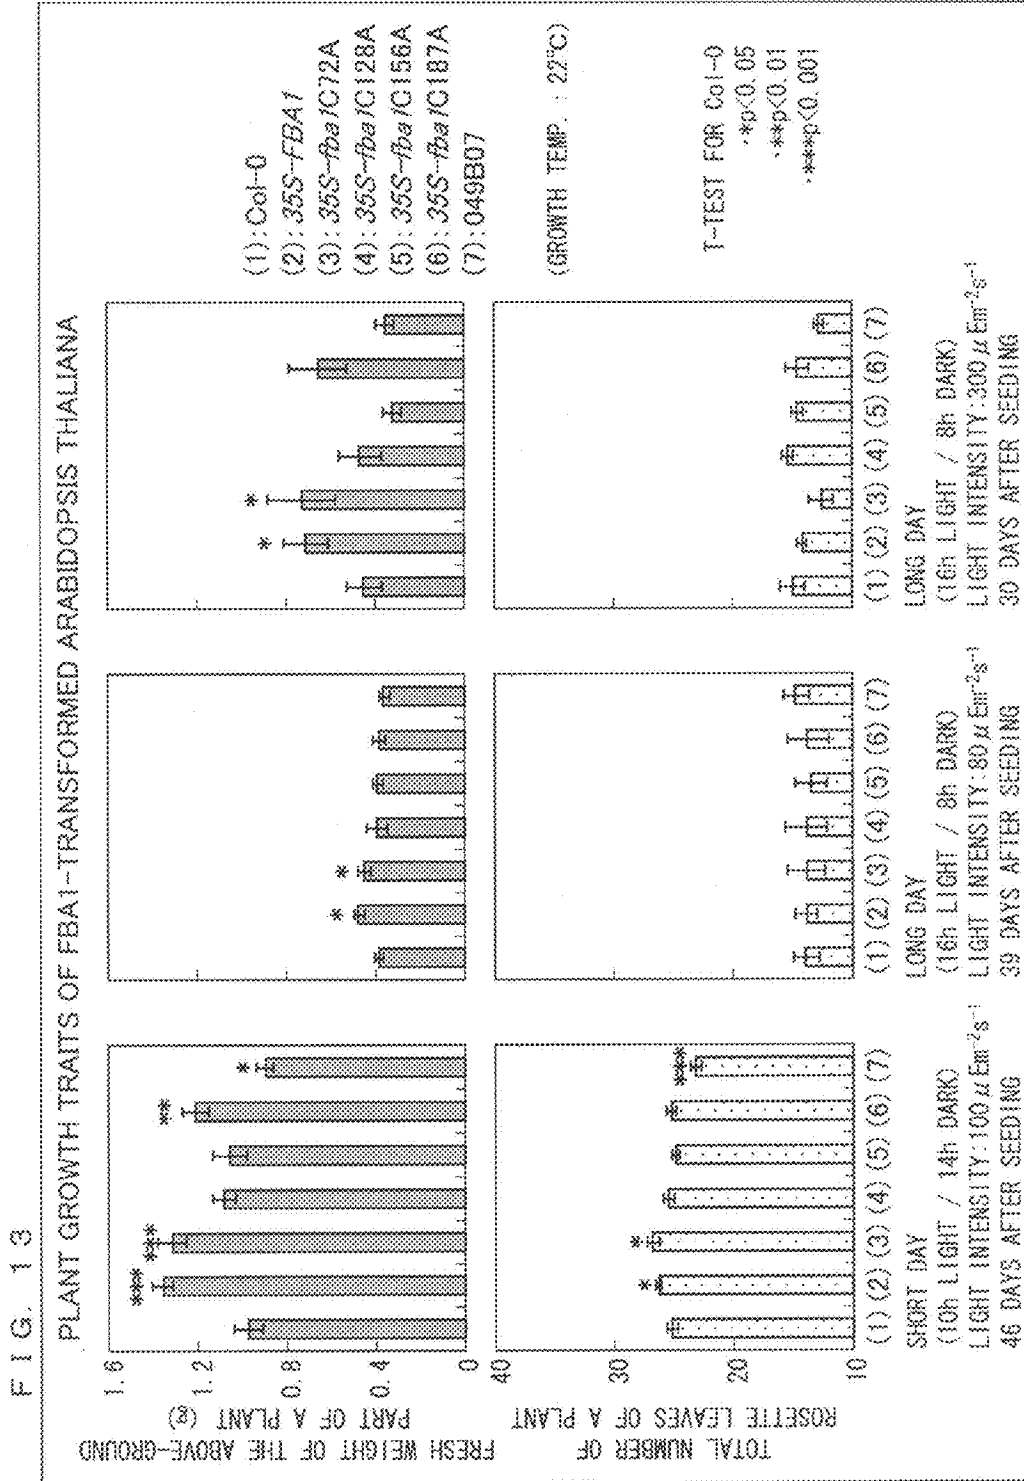 FIG. 13
PLANT GROWTH TRAITS OF FBA1-TRANSFORMED ARABIDOPSIS THALIANA
FRESH WEIGHT OF THE ABOVE-GROUND
PART OF A PLANT (g)
1.6
1.2
0.8
0.4
0
***
***
**
*
*
*
*
*
TOTAL NUMBER OF
ROSETTE LEAVES OF A PLANT
40
30
20
10
*
*
***
(1) (2) (3) (4) (5) (6) (7)
SHORT DAY
(10h LIGHT / 14h DARK)
LIGHT INTENSITY:100μEm⁻²s⁻¹
46 DAYS AFTER SEEDING
(1) (2) (3) (4) (5) (6) (7)
LONG DAY
(16h LIGHT / 8h DARK)
LIGHT INTENSITY:80μEm⁻²s⁻¹
39 DAYS AFTER SEEDING
(1) (2) (3) (4) (5) (6) (7)
LONG DAY
(16h LIGHT / 8h DARK)
LIGHT INTENSITY:300μEm⁻²s⁻¹
30 DAYS AFTER SEEDING
(1):Col-0
(2):35S-FBA1
(3):35S-fba1C72A
(4):35S-fba1C128A
(5):35S-fba1C156A
(6):35S-fba1C187A
(7):049B07
(GROWTH TEMP. : 22°C)
T-TEST FOR Col-0
·*p<0.05
·**p<0.01
·***p<0.001